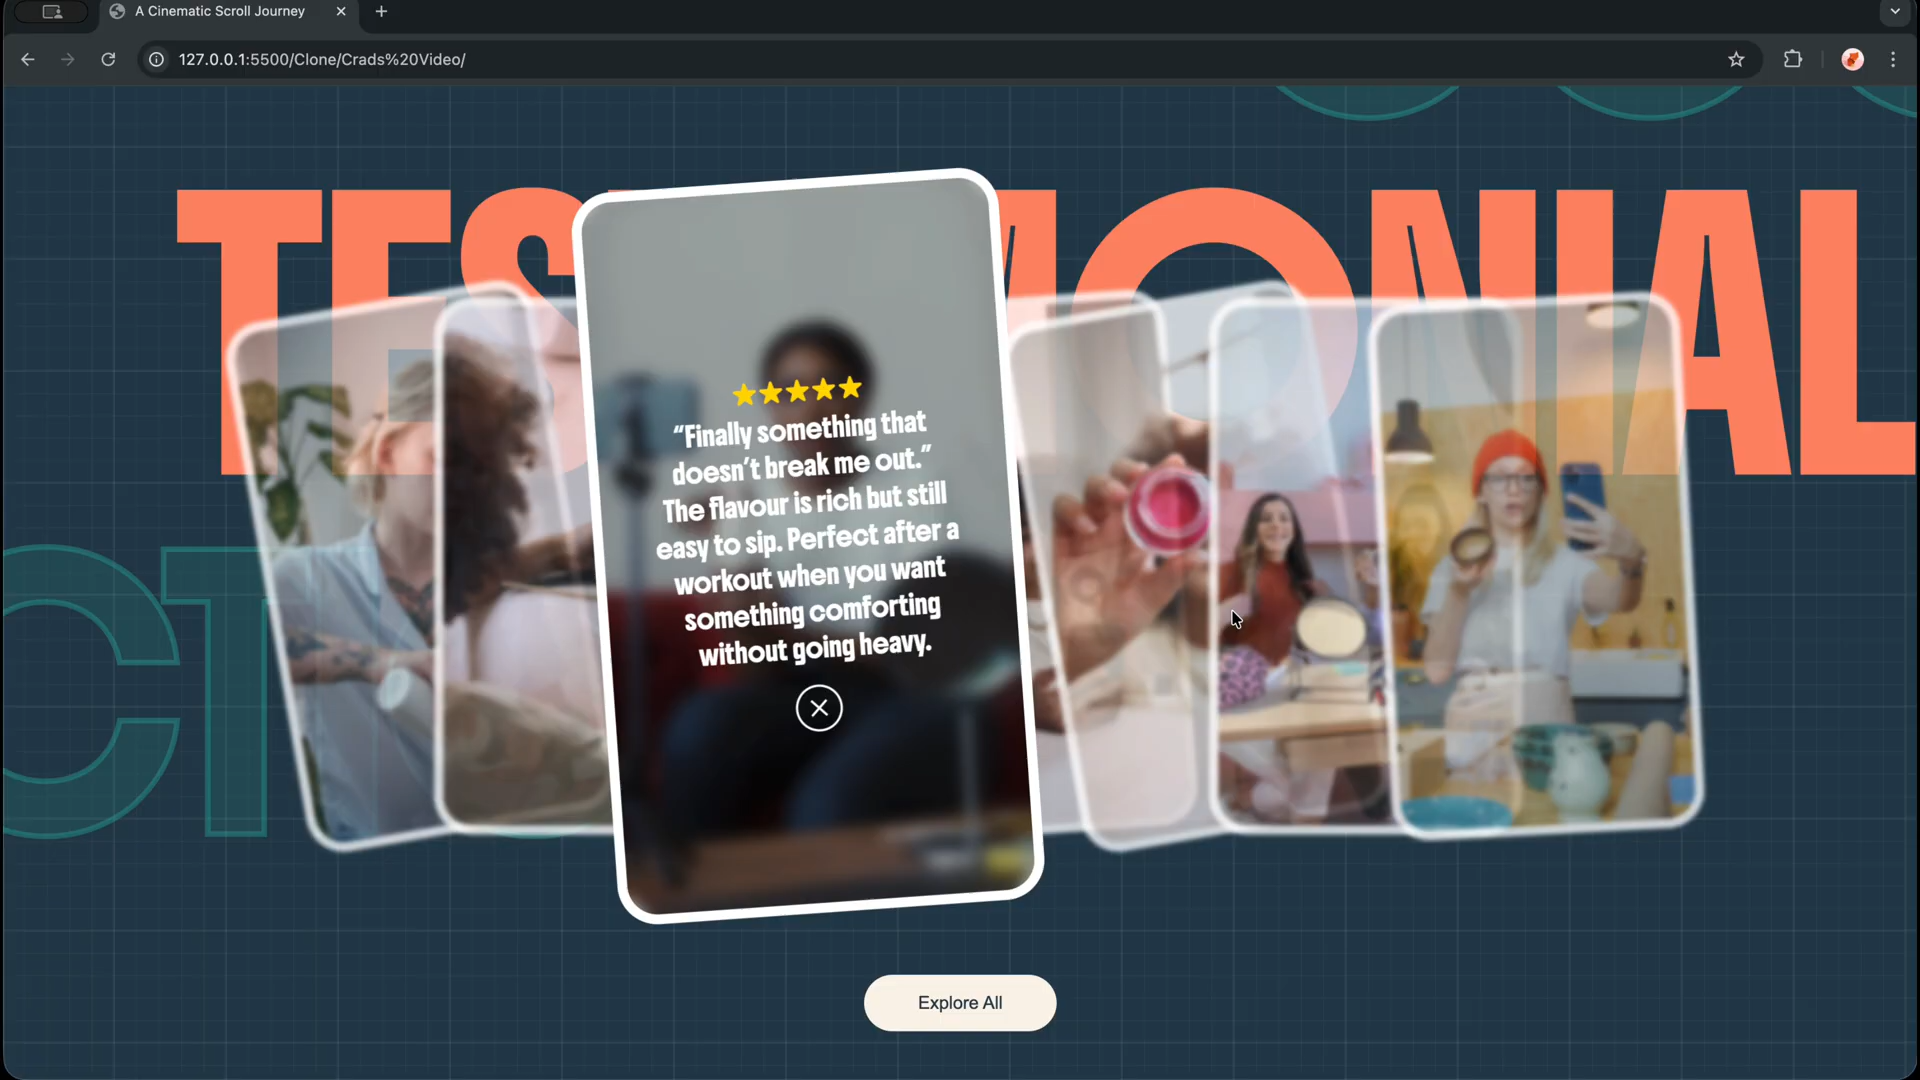 A Cinematic Scroll Journey
127.0.0.1:5500/Clone/Crads%20Video/
★★★★★
“Finally something that
doesn’t break me out.”
The flavour is rich but still
easy to sip. Perfect after a
workout when you want
something comforting
without going heavy.
Explore All